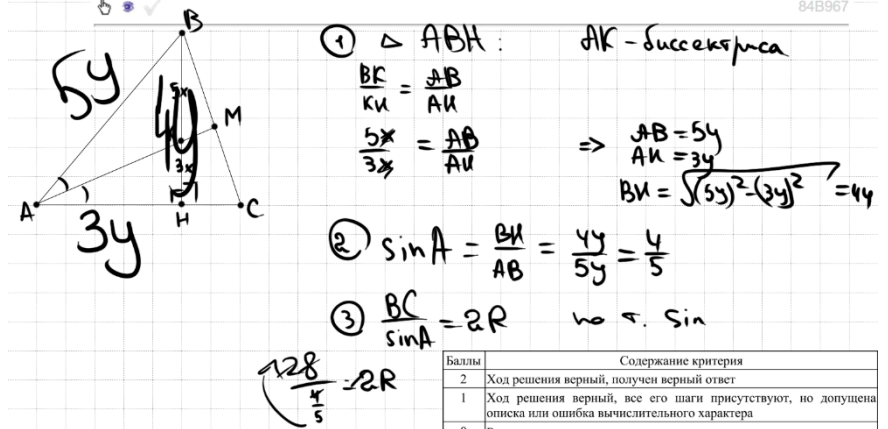 84B967
B
5y
5x
4y
3x
M
A
H
C
3y
① △ ABH : AK - биссектриса
BK/KH = AB/AH
5x/3x = AB/AH => AB = 5y
AH = 3y
BH = √(5y)²-(3y)² = 4y
② sin A = BH/AB = 4y/5y = 4/5
③ BC/sinA = 2R по т. Sin
128/(4/5) = 2R
Баллы Содержание критерия
2 Ход решения верный, получен верный ответ
1 Ход решения верный, все его шаги присутствуют, но допущена
описка или ошибка вычислительного характера